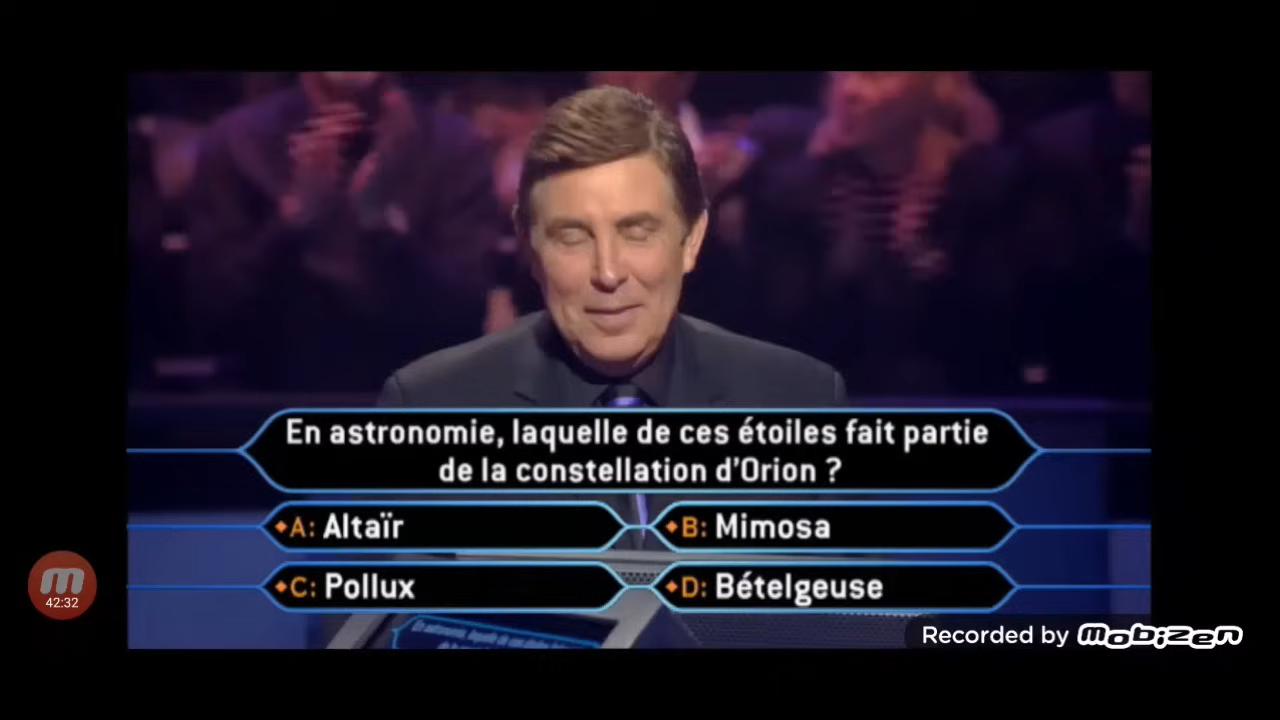 En astronomie, laquelle de ces étoiles fait partie
de la constellation d'Orion ?
A: Altaïr
B: Mimosa
C: Pollux
D: Bételgeuse
42:32
Recorded by mobizen